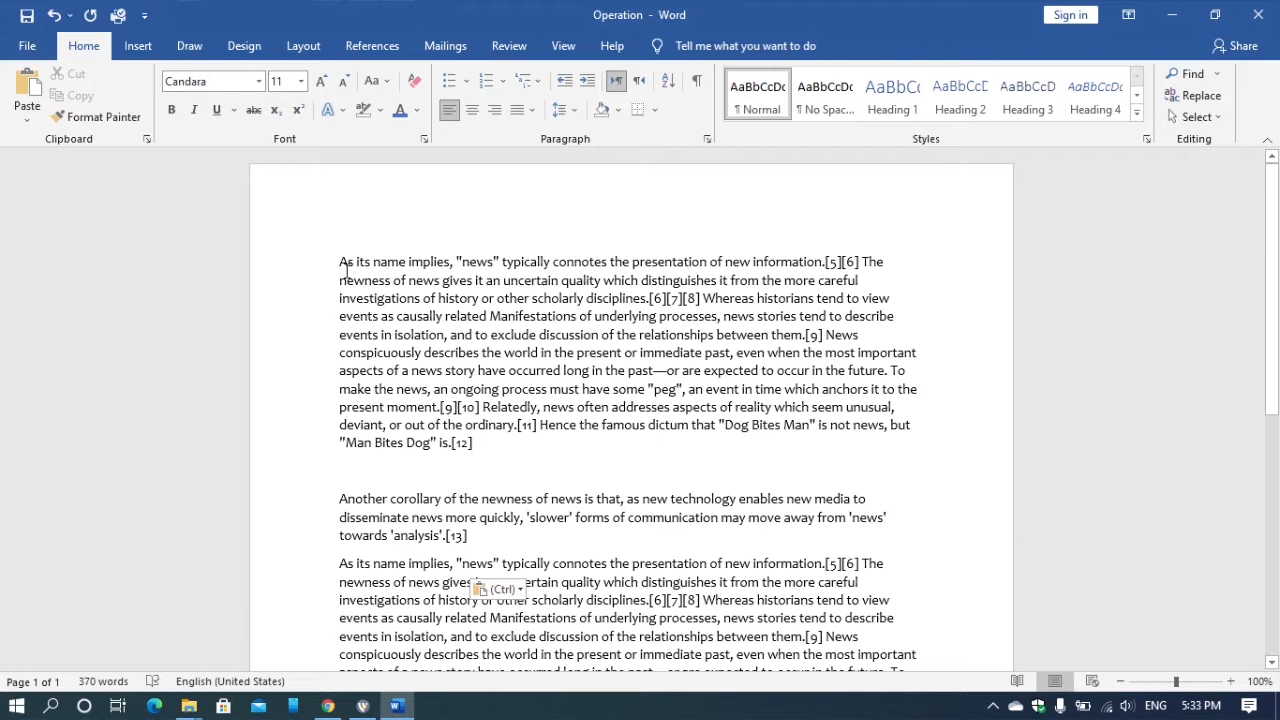 Operation - Word
Sign in
File Home Insert Draw Design Layout References Mailings Review View Help Tell me what you want to do Share
Paste
Cut
Copy
Format Painter
Candara 11
Aa
B I U abc x₂ x² A A
AaBbCcDc AaBbCcDc AaBbCc AaBbCcD AaBbCcD AaBbCcDc
¶ Normal ¶ No Spac... Heading 1 Heading 2 Heading 3 Heading 4
Find
Replace
Select
Clipboard Font Paragraph Styles Editing
As its name implies, "news" typically connotes the presentation of new information.[5][6] The
newness of news gives it an uncertain quality which distinguishes it from the more careful
investigations of history or other scholarly disciplines.[6][7][8] Whereas historians tend to view
events as causally related Manifestations of underlying processes, news stories tend to describe
events in isolation, and to exclude discussion of the relationships between them.[9] News
conspicuously describes the world in the present or immediate past, even when the most important
aspects of a news story have occurred long in the past—or are expected to occur in the future. To
make the news, an ongoing process must have some "peg", an event in time which anchors it to the
present moment.[9][10] Relatedly, news often addresses aspects of reality which seem unusual,
deviant, or out of the ordinary.[11] Hence the famous dictum that "Dog Bites Man" is not news, but
"Man Bites Dog" is.[12]
Another corollary of the newness of news is that, as new technology enables new media to
disseminate news more quickly, 'slower' forms of communication may move away from 'news'
towards 'analysis'.[13]
As its name implies, "news" typically connotes the presentation of new information.[5][6] The
newness of news gives uncertain quality which distinguishes it from the more careful
(Ctrl)
investigations of history or other scholarly disciplines.[6][7][8] Whereas historians tend to view
events as causally related Manifestations of underlying processes, news stories tend to describe
events in isolation, and to exclude discussion of the relationships between them.[9] News
conspicuously describes the world in the present or immediate past, even when the most important
Page 1 of 1 370 words English (United States) 100%
ENG 5:33 PM